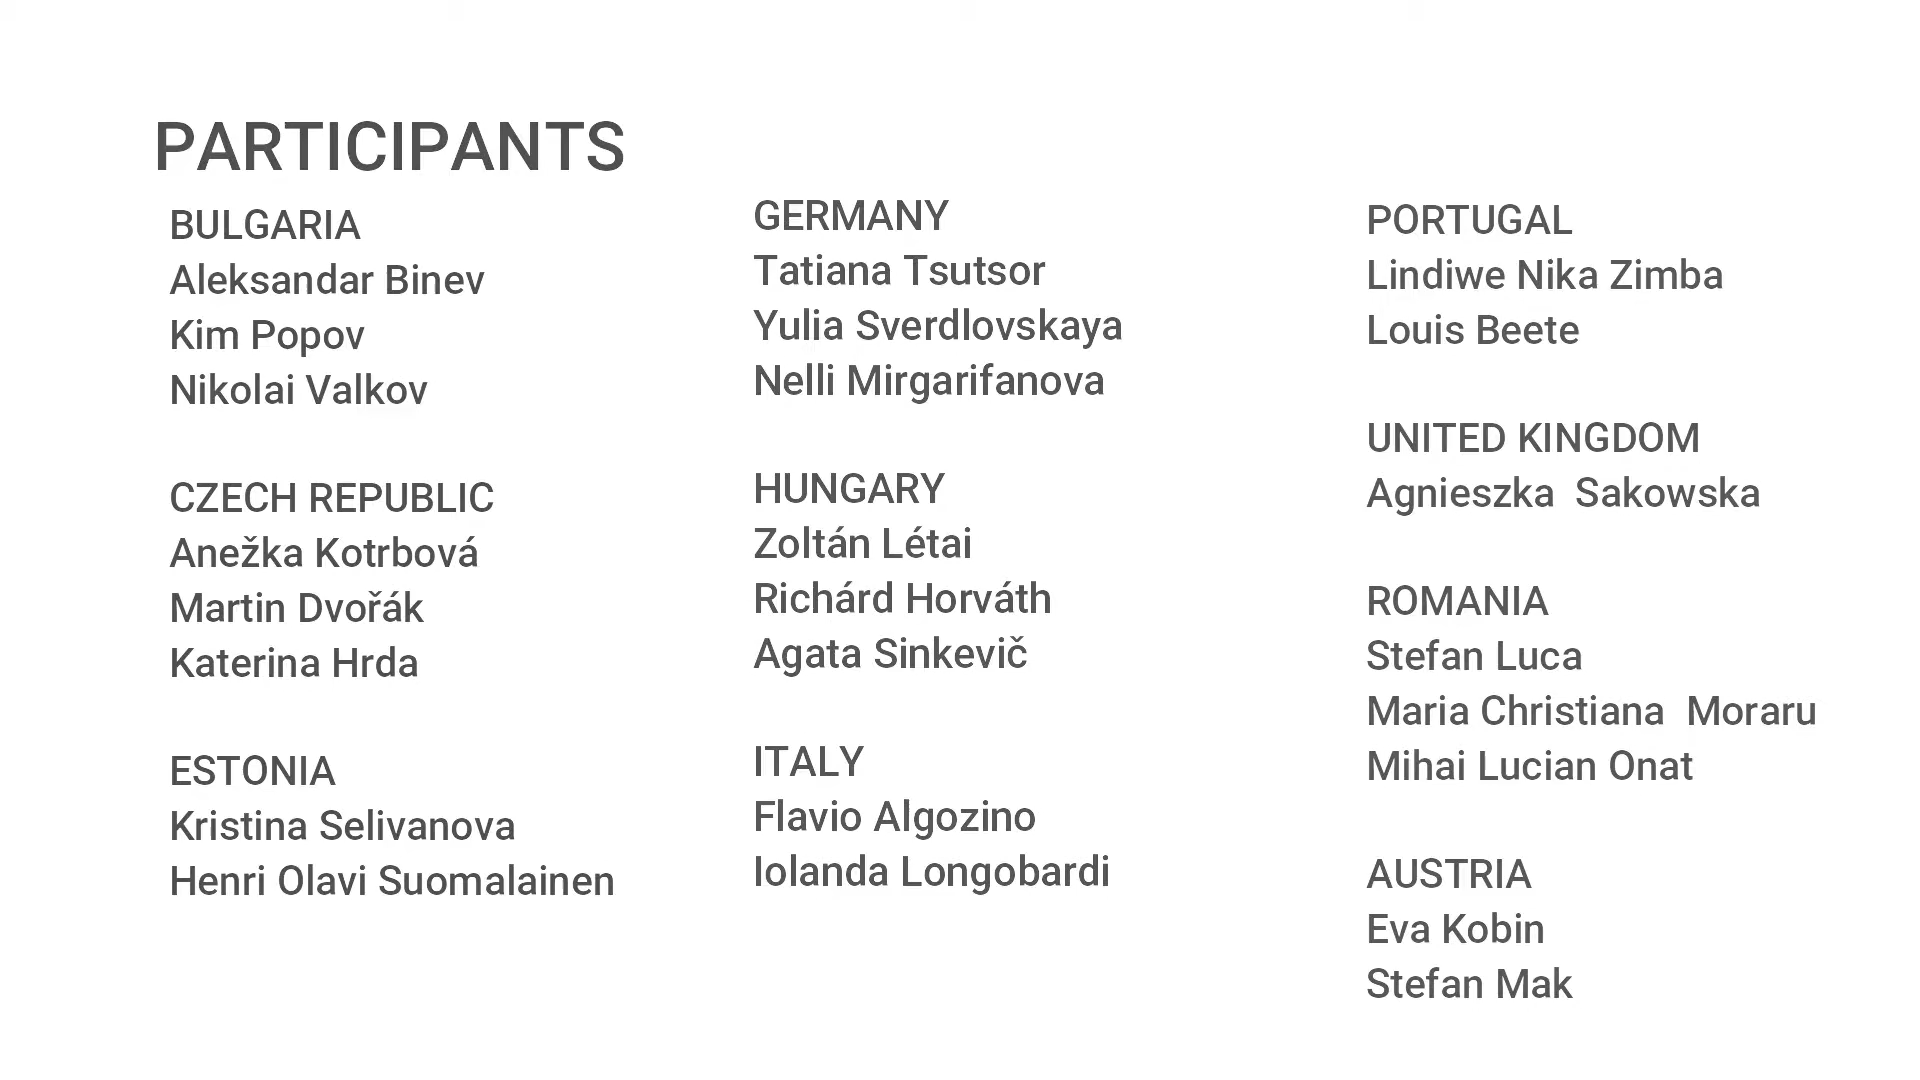 PARTICIPANTS
BULGARIA
Aleksandar Binev
Kim Popov
Nikolai Valkov
CZECH REPUBLIC
Anežka Kotrbová
Martin Dvořák
Katerina Hrda
ESTONIA
Kristina Selivanova
Henri Olavi Suomalainen
GERMANY
Tatiana Tsutsor
Yulia Sverdlovskaya
Nelli Mirgarifanova
HUNGARY
Zoltán Létai
Richárd Horváth
Agata Sinkevič
ITALY
Flavio Algozino
Iolanda Longobardi
PORTUGAL
Lindiwe Nika Zimba
Louis Beete
UNITED KINGDOM
Agnieszka  Sakowska
ROMANIA
Stefan Luca
Maria Christiana  Moraru
Mihai Lucian Onat
AUSTRIA
Eva Kobin
Stefan Mak